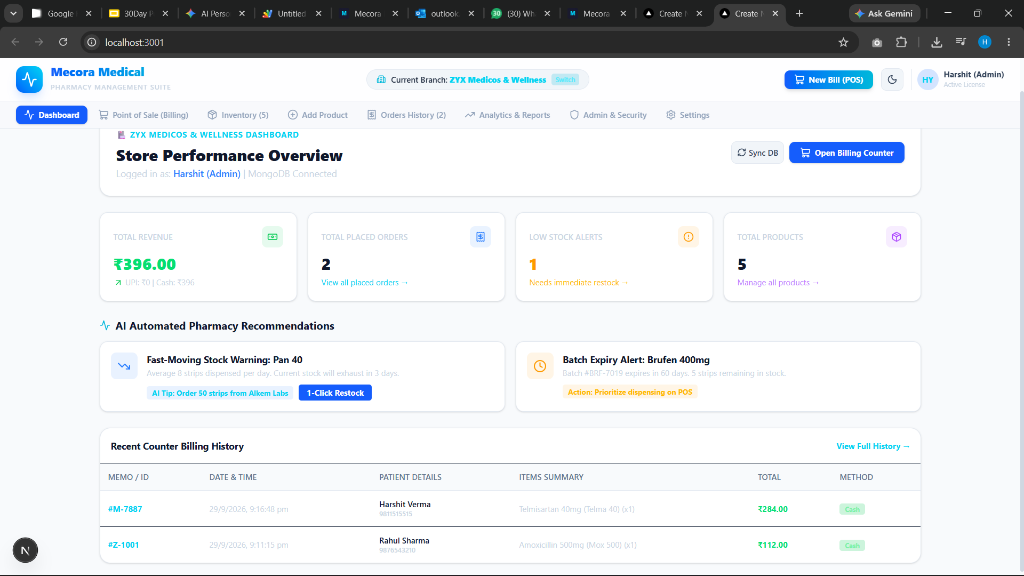 Google
30Day P
AI Perso
Untitled
Mecora
outlook
(30) Wh
Mecora
Create
Create
Ask Gemini
localhost:3001
H
Mecora Medical
PHARMACY MANAGEMENT SUITE
Current Branch: ZYX Medicos & Wellness Switch
New Bill (POS)
HY
Harshit (Admin)
Active License
Dashboard
Point of Sale (Billing)
Inventory (5)
Add Product
Orders History (2)
Analytics & Reports
Admin & Security
Settings
ZYX MEDICOS & WELLNESS DASHBOARD
Store Performance Overview
Logged in as: Harshit (Admin) | MongoDB Connected
Sync DB
Open Billing Counter
TOTAL REVENUE
₹396.00
UPI: ₹0 | Cash: ₹396
TOTAL PLACED ORDERS
2
View all placed orders →
LOW STOCK ALERTS
1
Needs immediate restock →
TOTAL PRODUCTS
5
Manage all products →
AI Automated Pharmacy Recommendations
Fast-Moving Stock Warning: Pan 40
Average 8 strips dispensed per day. Current stock will exhaust in 3 days.
AI Tip: Order 50 strips from Alkem Labs
1-Click Restock
Batch Expiry Alert: Brufen 400mg
Batch #BRF-7019 expires in 60 days. 5 strips remaining in stock.
Action: Prioritize dispensing on POS
Recent Counter Billing History
View Full History →
MEMO / ID DATE & TIME PATIENT DETAILS ITEMS SUMMARY TOTAL METHOD
#M-7887 29/9/2026, 9:16:40 pm Harshit Verma Telmisartan 40mg (Telma 40) (x1) ₹284.00 Cash
#Z-1001 29/9/2026, 9:11:15 pm Rahul Sharma Amoxicillin 500mg (Mox 500) (x1) ₹112.00 Cash
9876543210
N